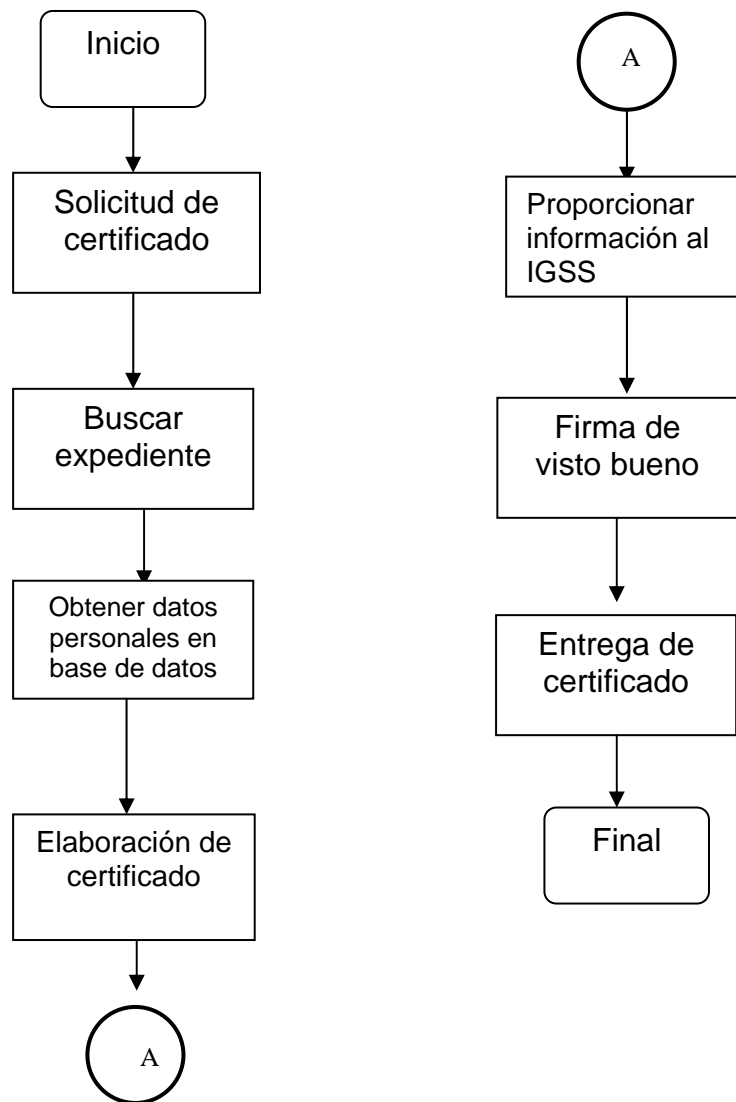 Inicio
Solicitud de
certificado
Buscar
expediente
Obtener datos
personales en
base de datos
Elaboración de
certificado
A
A
Proporcionar
información al
IGSS
Firma de
visto bueno
Entrega de
certificado
Final